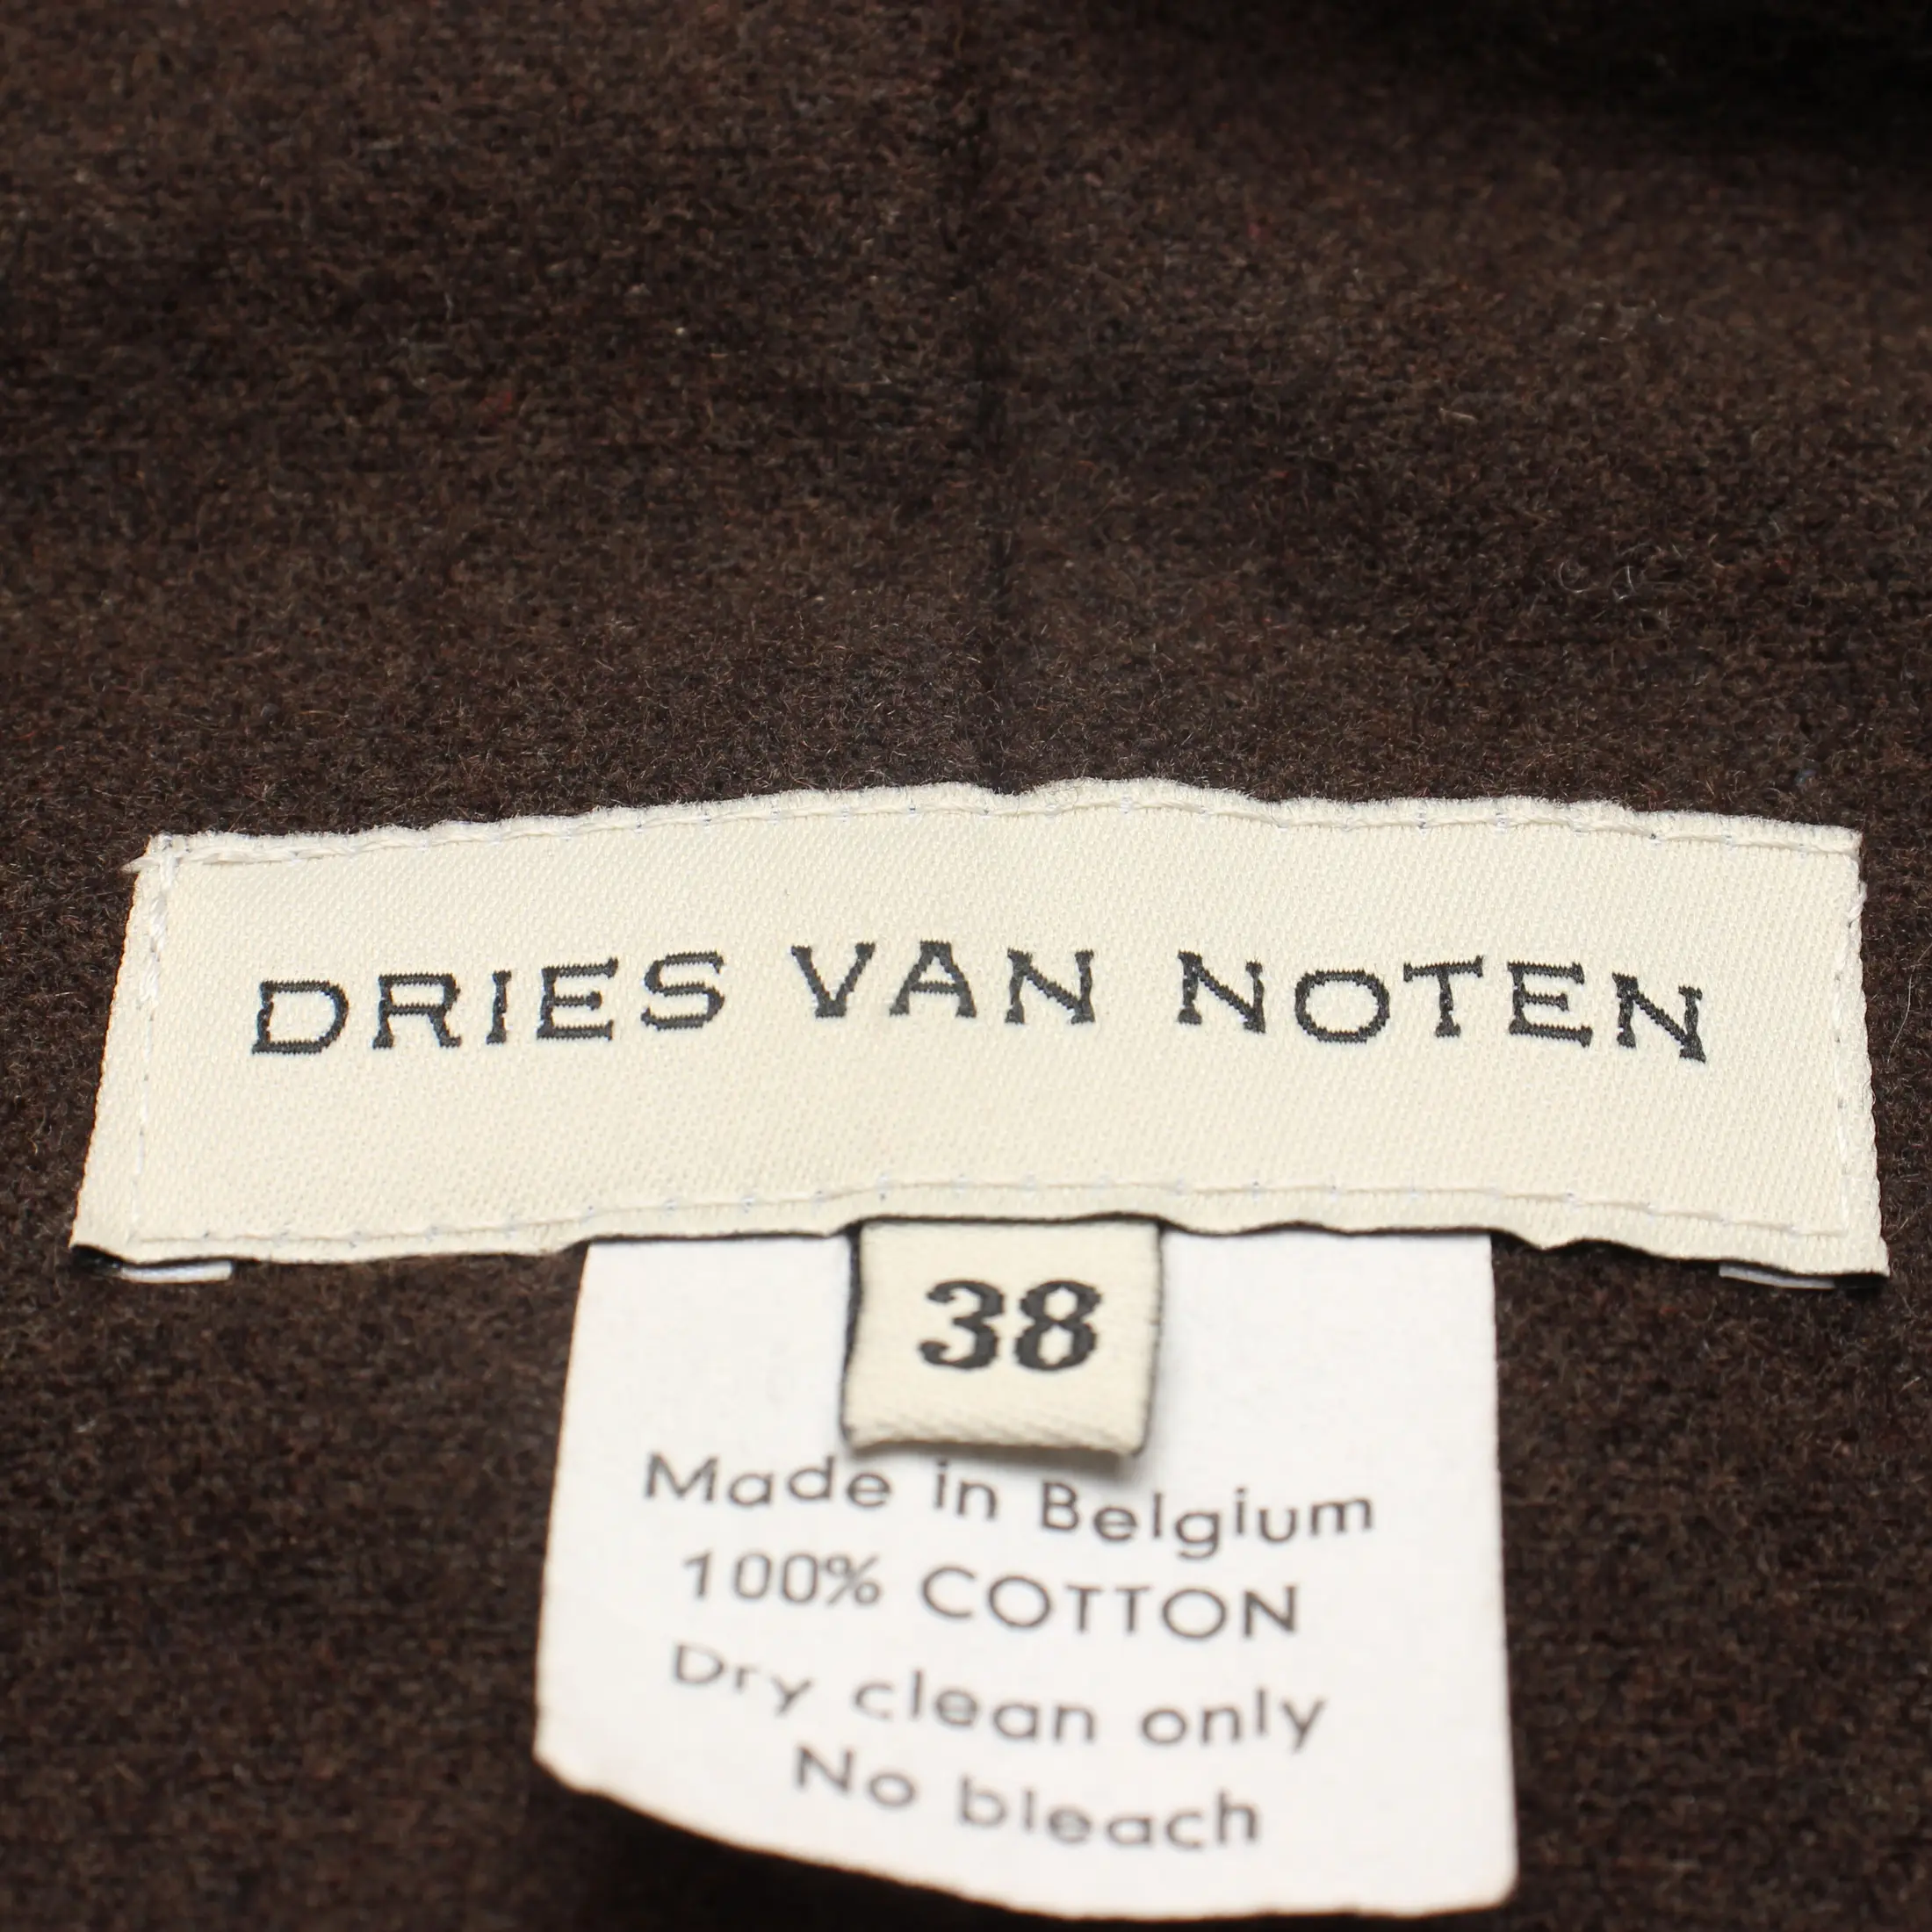 DRIES VAN NOTEN
38
Made in Belgium
100% COTTON
Dry clean only
No bleach